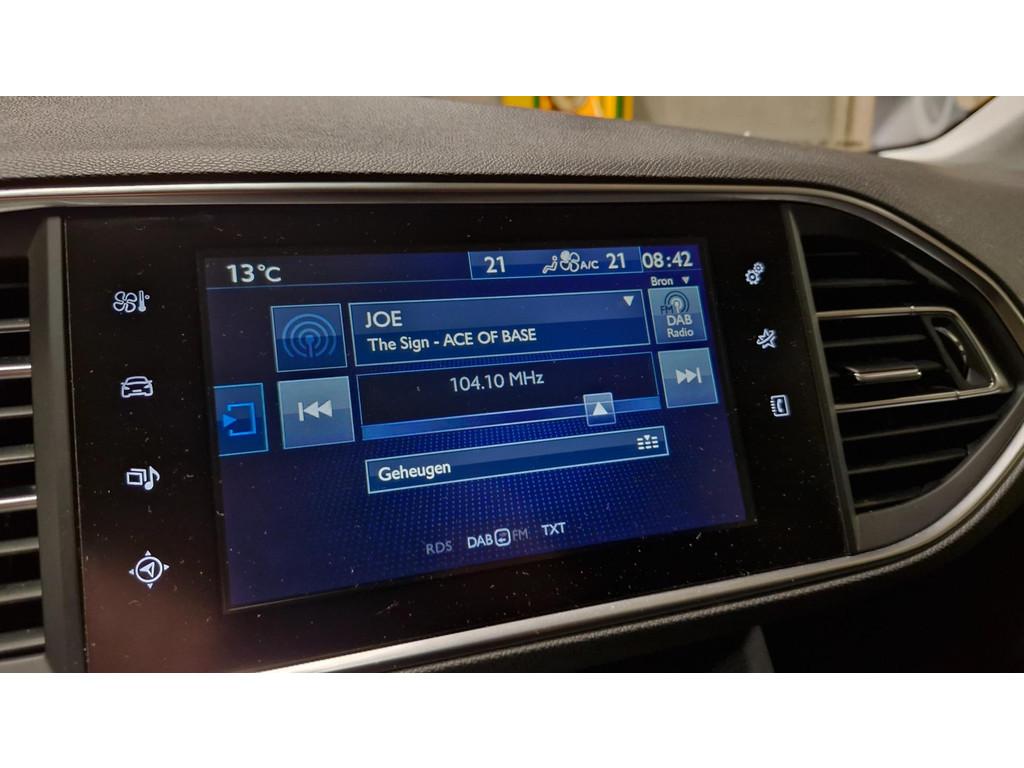 13°C
21 A/C 21 08:42
Bron
JOE
The Sign - ACE OF BASE
FM
DAB
Radio
104.10 MHz
Geheugen
RDS DAB FM TXT